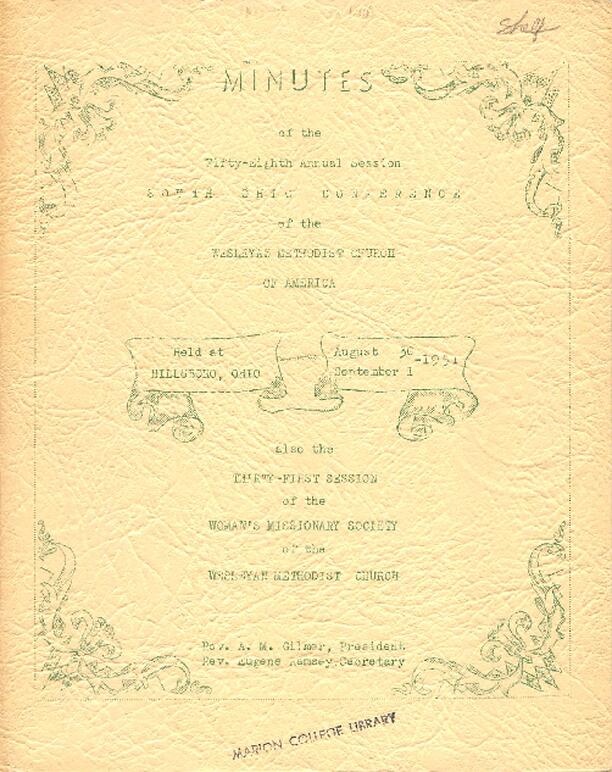 Shelf
MINUTES
of the
Fifty-Eighth Annual Session
SOUTH OHIO CONFERENCE
of the
WESLEYAN METHODIST CHURCH
OF AMERICA
Held at
HILLSBORO, OHIO
August 30
September 1
-1951
also the
THIRTY-FIRST SESSION
of the
WOMAN'S MISSIONARY SOCIETY
of the
WESLEYAN METHODIST CHURCH
Rev. A. M. Gilmer, President
Rev. Eugene Ramsey, Secretary
MARION COLLEGE LIBRARY